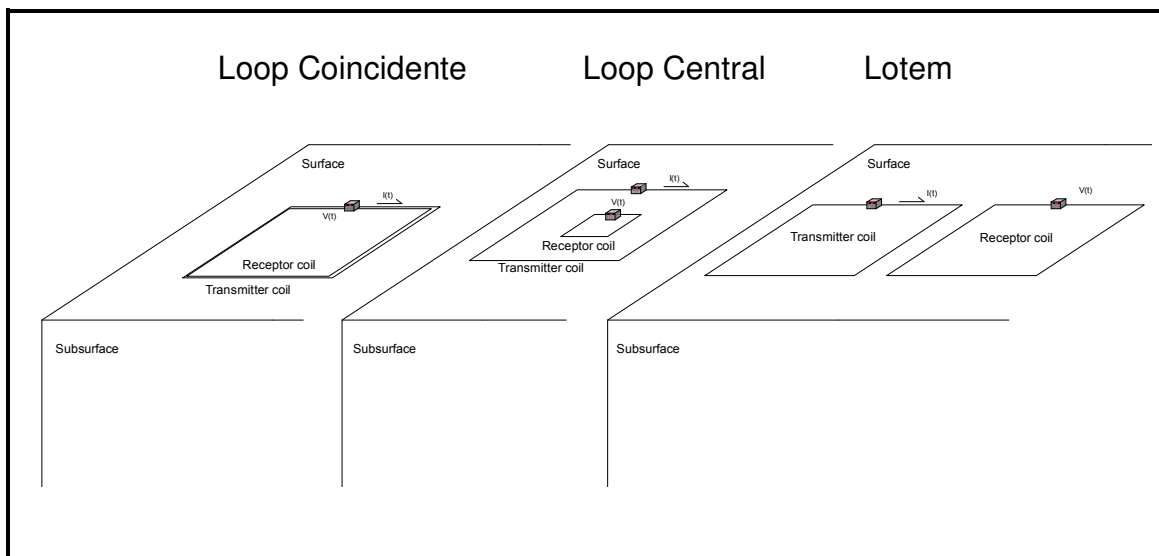 Loop Coincidente
Loop Central
Lotem
Surface
I(t)
V(t)
Receptor coil
Transmitter coil
Subsurface
Surface
I(t)
V(t)
Receptor coil
Transmitter coil
Subsurface
Surface
I(t)
V(t)
Transmitter coil
Receptor coil
Subsurface